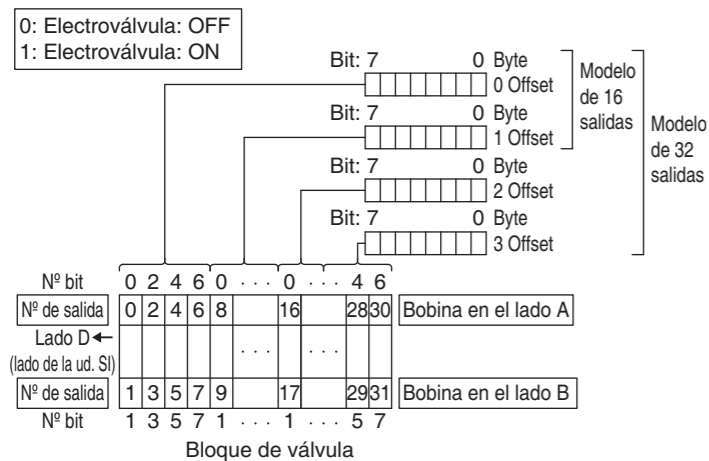 0: Electroválvula: OFF
1: Electroválvula: ON
Bit: 7 0 Byte
0 Offset
Bit: 7 0 Byte
1 Offset
Bit: 7 0 Byte
2 Offset
Bit: 7 0 Byte
3 Offset
Modelo
de 16
salidas
Modelo
de 32
salidas
Nº bit 0 2 4 6 0 ··· 0 ··· 4 6
Nº de salida 0 2 4 6 8 16 28 30 Bobina en el lado A
Lado D
(lado de la ud. SI) ··· ···
Nº de salida 1 3 5 7 9 17 29 31 Bobina en el lado B
Nº bit 1 3 5 7 1 ··· 1 ··· 5 7
Bloque de válvula